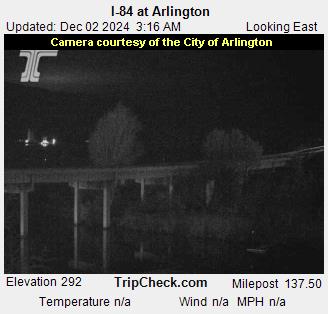 I-84 at Arlington
Updated: Dec 02 2024 3:16 AM Looking East
Camera courtesy of the City of Arlington
Elevation 292 TripCheck.com Milepost 137.50
Temperature n/a Wind n/a MPH n/a